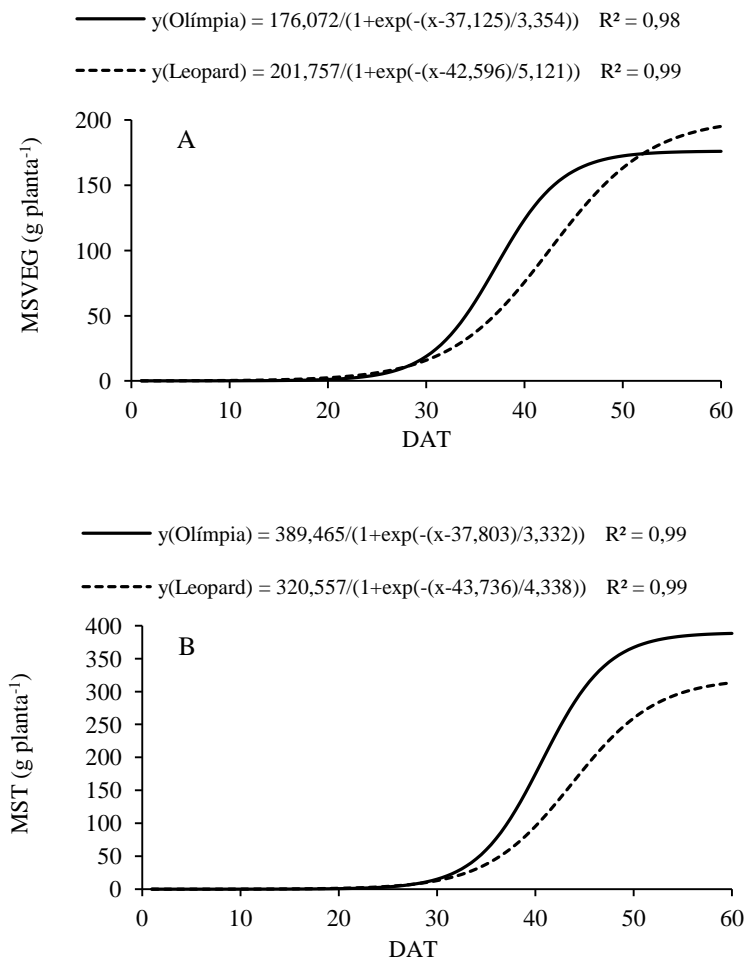 y(Olímpia) = 176,072/(1+exp(-(x-37,125)/3,354)) R² = 0,98
y(Leopard) = 201,757/(1+exp(-(x-42,596)/5,121)) R² = 0,99
A
200
150
100
50
0
MSVEG (g planta⁻¹)
0 10 20 30 40 50 60
DAT
y(Olímpia) = 389,465/(1+exp(-(x-37,803)/3,332)) R² = 0,99
y(Leopard) = 320,557/(1+exp(-(x-43,736)/4,338)) R² = 0,99
B
400
350
300
250
200
150
100
50
0
MST (g planta⁻¹)
0 10 20 30 40 50 60
DAT